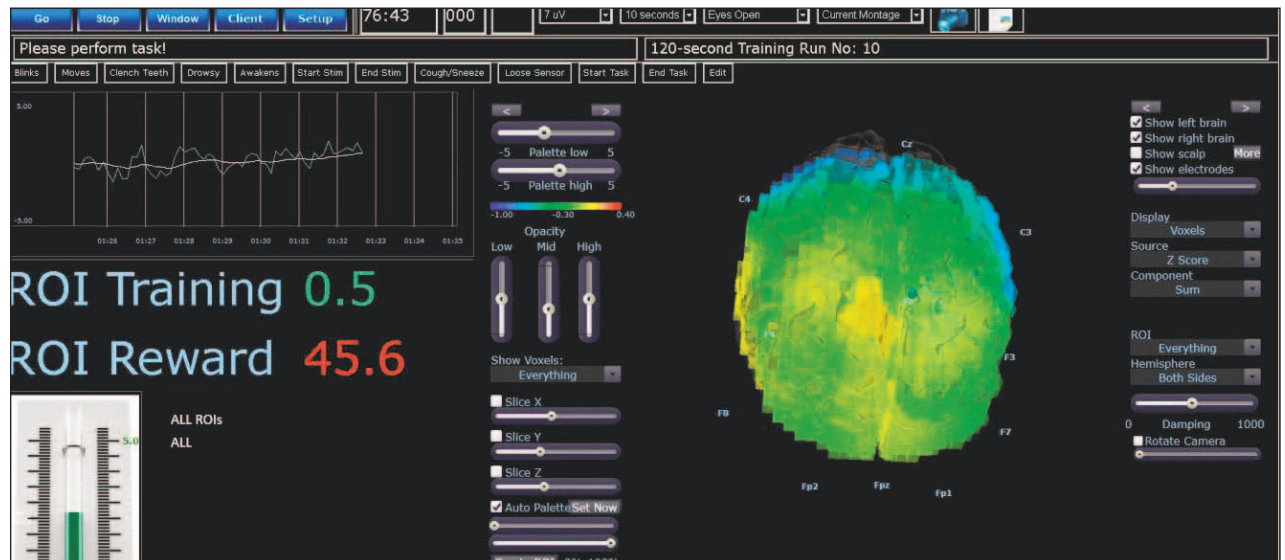 Go Stop Window Client Setup 76:43 000 7 uV 10 seconds Eyes Open Current Montage
Please perform task! 120-second Training Run No: 10
Blinks Moves Clench Teeth Drowsy Awakens Start Stim End Stim Cough/Sneeze Loose Sensor Start Task End Task Edit
5.00
-5.00
01:26 01:27 01:28 01:29 01:30 01:31 01:32 01:33 01:34 01:35
ROI Training 0.5
ROI Reward 45.6
5.0
ALL ROIs
ALL
< >
-5 Palette low 5
-5 Palette high 5
-1.00 -0.30 0.40
Opacity
Low Mid High
Show Voxels:
Everything
Slice X
Slice Y
Slice Z
Auto Palette Set Now
Cz
C4
C3
F3
F8
F7
Fp2 Fpz Fp1
< >
Show left brain
Show right brain
Show scalp More
Show electrodes
Display
Voxels
Source
Z Score
Component
Sum
ROI
Everything
Hemisphere
Both Sides
0 Damping 1000
Rotate Camera